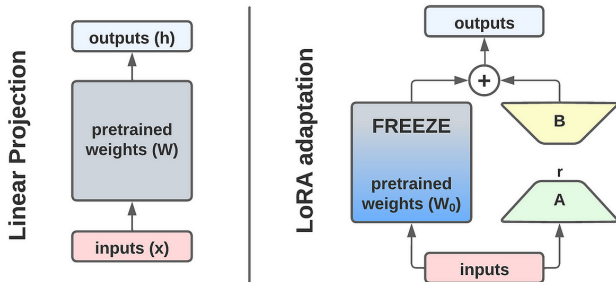 Linear Projection
outputs (h)
pretrained
weights (W)
inputs (x)
LoRA adaptation
outputs
+
FREEZE
pretrained
weights (W₀)
B
r
A
inputs